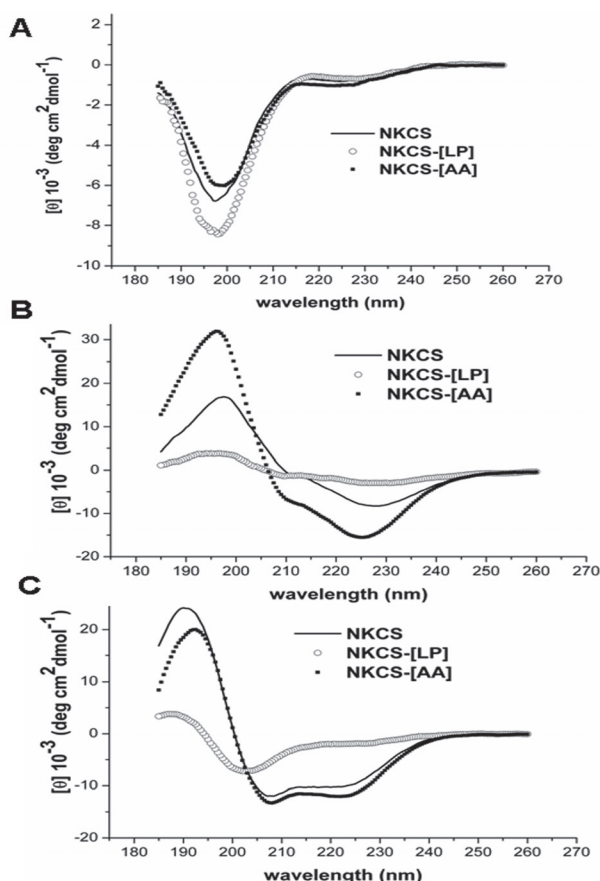 A
2
0
-2
-4
-6
-8
-10
[θ] 10⁻³ (deg cm²dmol⁻¹)
NKCS
NKCS-[LP]
NKCS-[AA]
180 190 200 210 220 230 240 250 260 270
wavelength (nm)
B
30
20
10
0
-10
-20
[θ] 10⁻³ (deg cm²dmol⁻¹)
NKCS
NKCS-[LP]
NKCS-[AA]
180 190 200 210 220 230 240 250 260 270
wavelength (nm)
C
20
10
0
-10
-20
[θ] 10⁻³ (deg cm²dmol⁻¹)
NKCS
NKCS-[LP]
NKCS-[AA]
180 190 200 210 220 230 240 250 260 270
wavelength (nm)